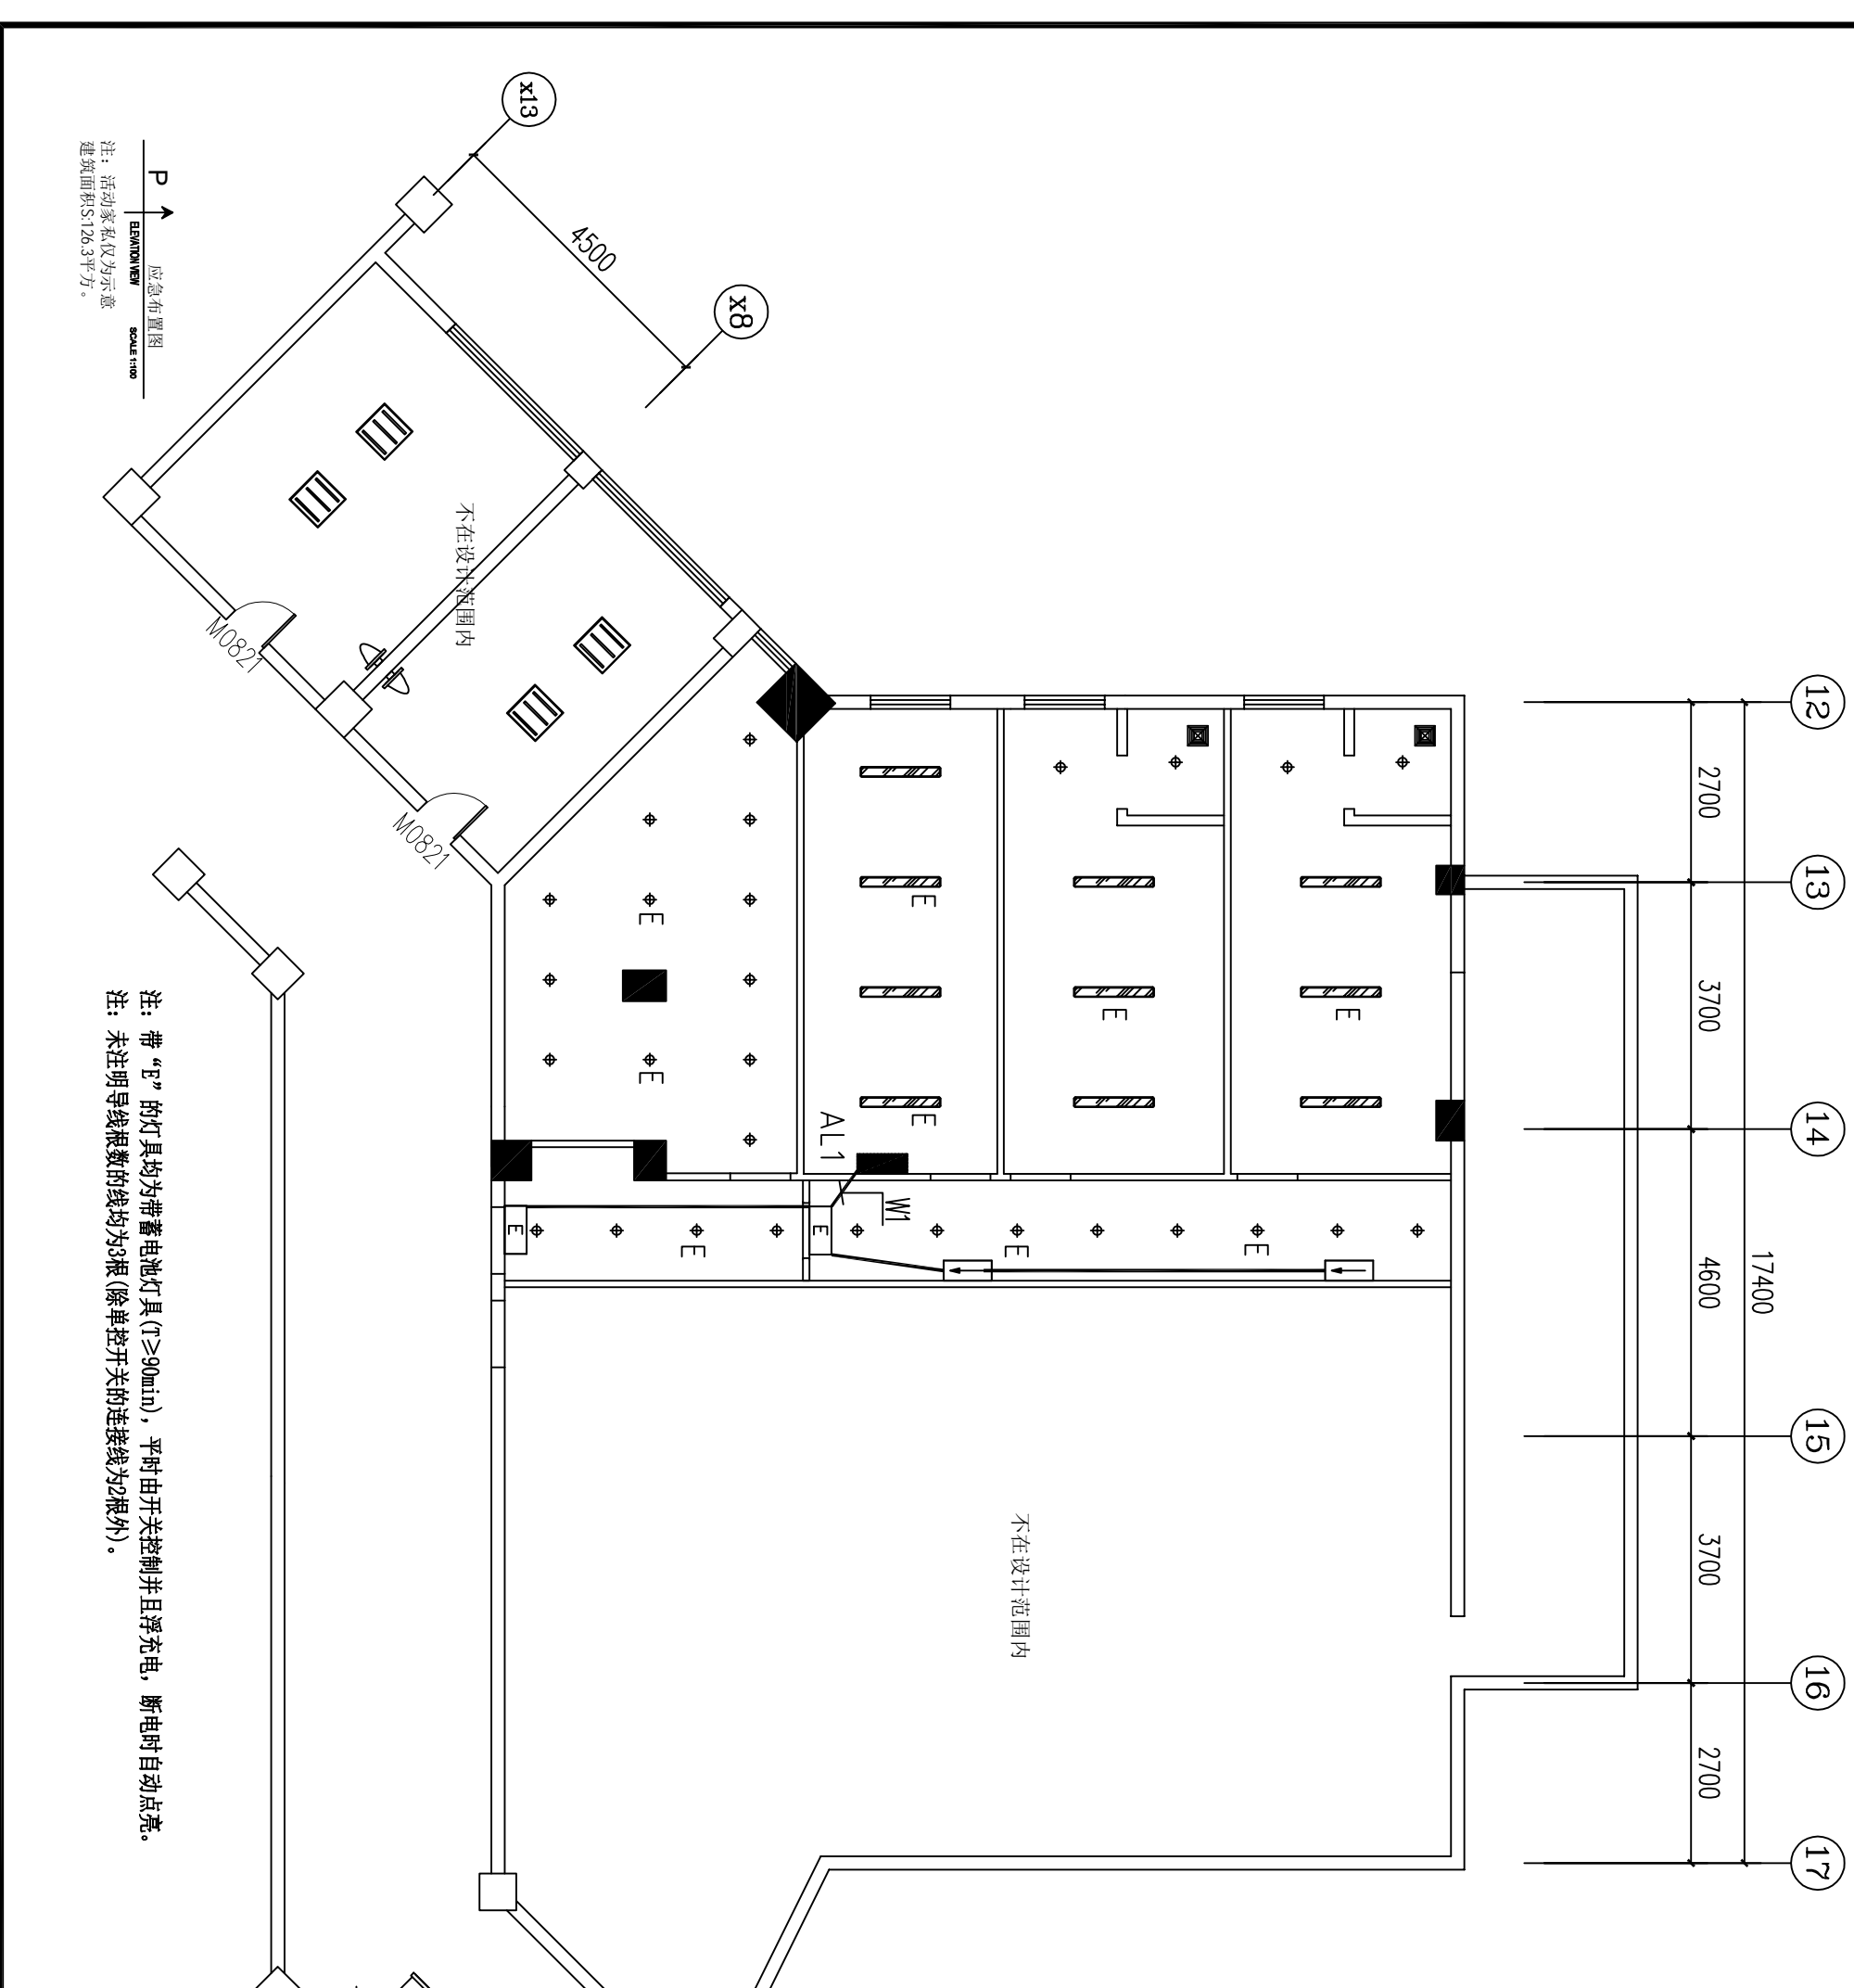 12
13
14
15
16
17
17400
2700
3700
4600
3700
2700
x13
x8
4500
不在设计范围内
M0821
M0821
E
E
E
E
E
E
AL1
W1
E
E
E
E
E
不在设计范围内
P
应急布置图
ELEVATION VIEW
SCALE 1:100
注：活动家私仅为示意
建筑面积S:126.3平方。
注：带“E”的灯具均为带蓄电池灯具(T≥90min)，平时由开关控制并且浮充电，断电时自动点亮。
注：未注明导线根数的线均为3根(除单控开关的连接线为2根外)。